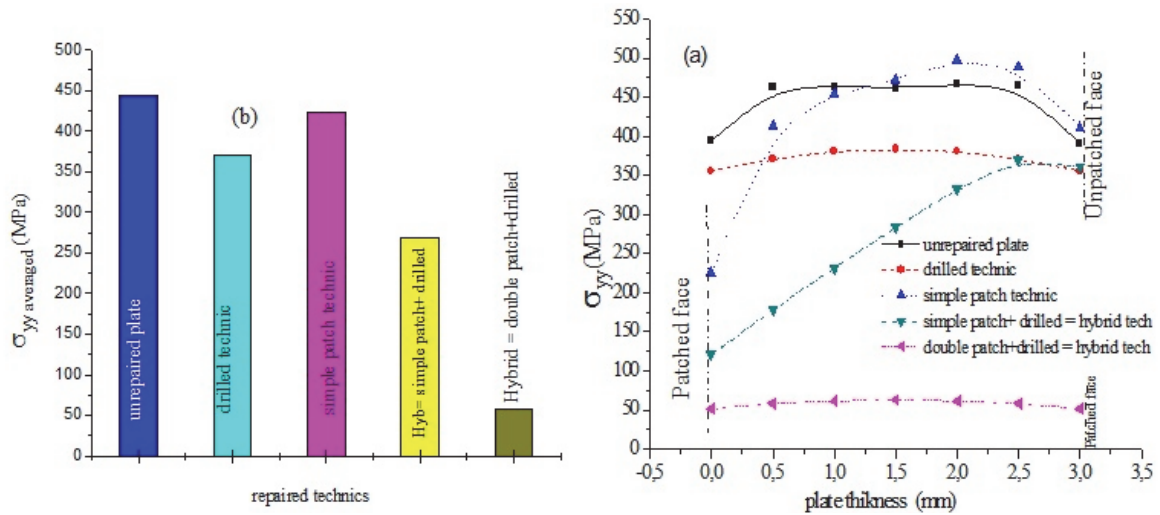 500
450
400
350
300
250
200
150
100
50
0
σyy averaged (MPa)
(b)
unrepaired plate
drilled technic
simple patch technic
Hyb= simple patch+ drilled
Hybrid = double patch+drilled
repaired technics
550
500
450
400
350
300
250
200
150
100
50
0
σyy (MPa)
(a)
Patched face
Unpatched face
Patched face
unrepaired plate
drilled technic
simple patch technic
simple patch+ drilled = hybrid tech
double patch+drilled = hybrid tech
-0,5 0,0 0,5 1,0 1,5 2,0 2,5 3,0 3,5
plate thikness (mm)